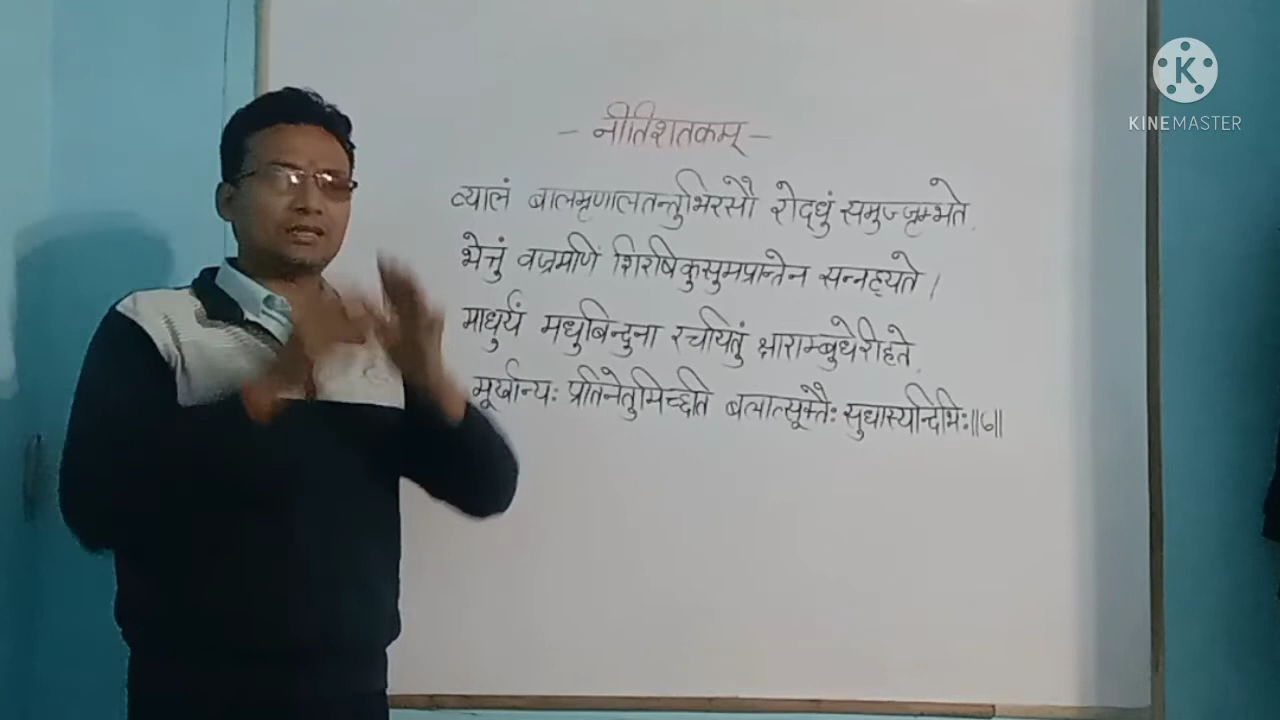 - नीतिशतकम् -
व्यालं बालमृणालतन्तुभिरसौ रोद्धुं समुज्जृम्भते,
भेत्तुं वज्रमणिं शिरीषकुसुमप्रान्तेन सन्नह्यते ।
माधुर्यं मधुबिन्दुना रचयितुं क्षाराम्बुधेरीहते,
मूर्खान्यः प्रतिनेतुमिच्छति बलात्सूक्तैः सुधास्यन्दिभिः॥७॥
K
KINEMASTER